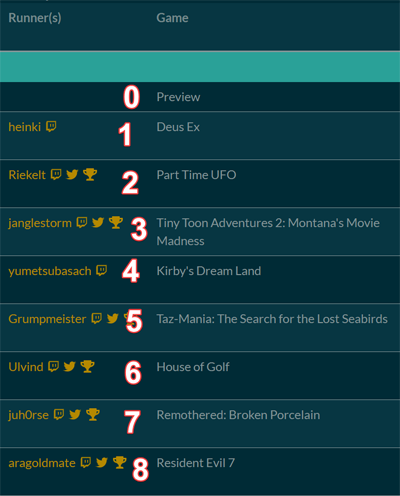 Runner(s) Game
0 Preview
heinki 1 Deus Ex
Riekelt 2 Part Time UFO
janglestorm 3 Tiny Toon Adventures 2: Montana's Movie
Madness
yumetsubasach 4 Kirby's Dream Land
Grumpmeister 5 Taz-Mania: The Search for the Lost Seabirds
Ulvind 6 House of Golf
juh0rse 7 Remothered: Broken Porcelain
aragoldmate 8 Resident Evil 7